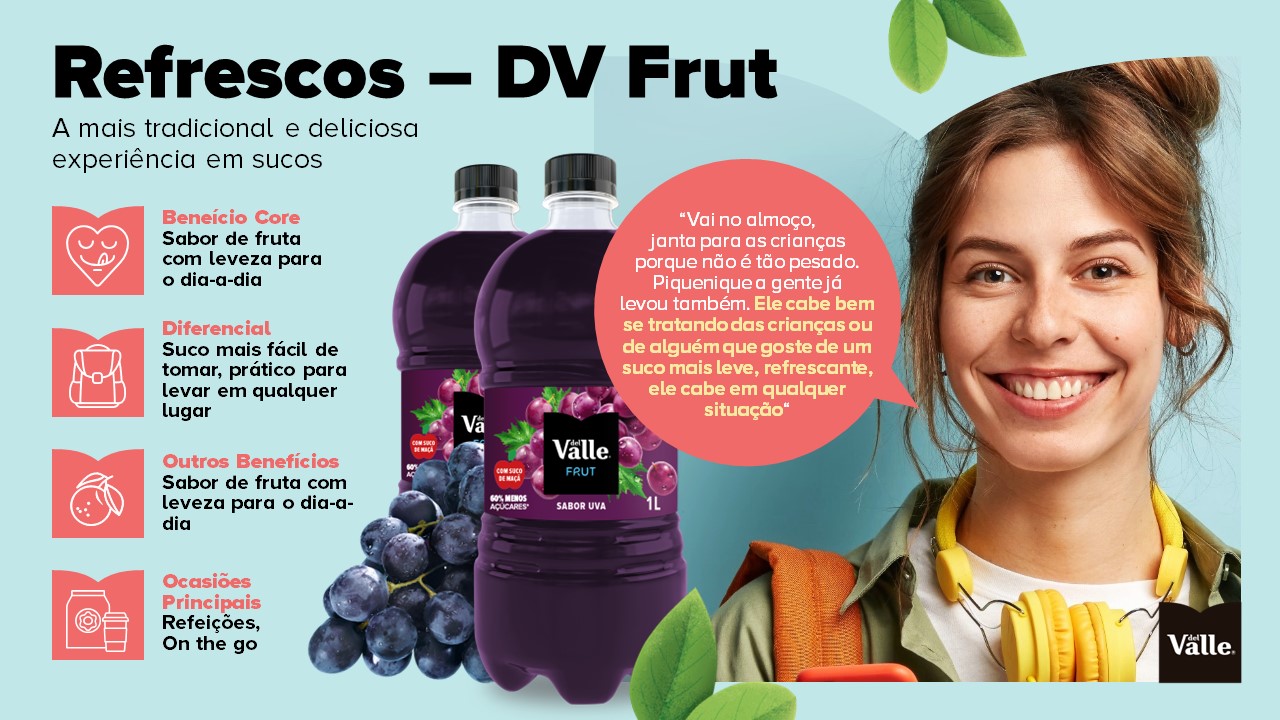 Refrescos – DV Frut
A mais tradicional e deliciosa
experiência em sucos
Beneício Core
Sabor de fruta
com leveza para
o dia-a-dia
Diferencial
Suco mais fácil de
tomar, prático para
levar em qualquer
lugar
Outros Benefícios
Sabor de fruta com
leveza para o dia-a-
dia
Ocasiões
Principais
Refeições,
On the go
“Vai no almoço,
janta para as crianças
porque não é tão pesado.
Piquenique a gente já
levou também. Ele cabe bem
se tratando das crianças ou
de alguém que goste de um
suco mais leve, refrescante,
ele cabe em qualquer
situação“
COM SUCO
DE MAÇÃ
60%
del
Valle
FRUT
COM SUCO
DE MAÇÃ
60% MENOS
AÇÚCARES*
SABOR UVA
1L
del
Valle®